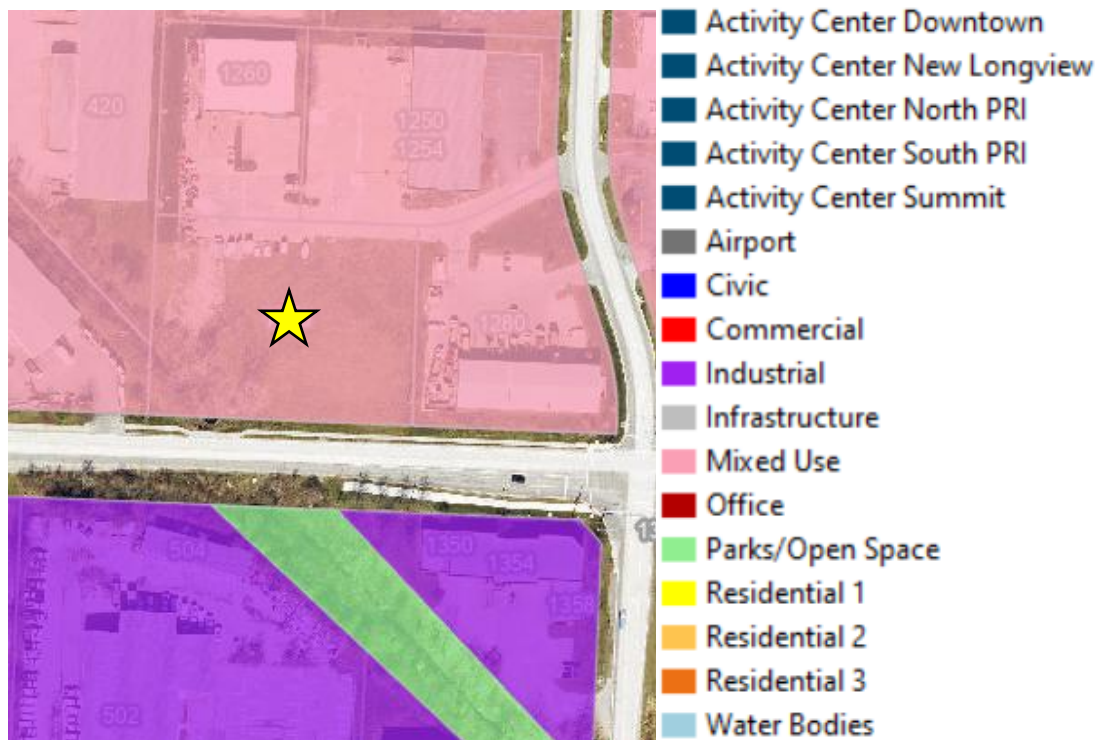 1260
420
1250
1254
1280
504
1350
1354
1358
502
Activity Center Downtown
Activity Center New Longview
Activity Center North PRI
Activity Center South PRI
Activity Center Summit
Airport
Civic
Commercial
Industrial
Infrastructure
Mixed Use
Office
Parks/Open Space
Residential 1
Residential 2
Residential 3
Water Bodies